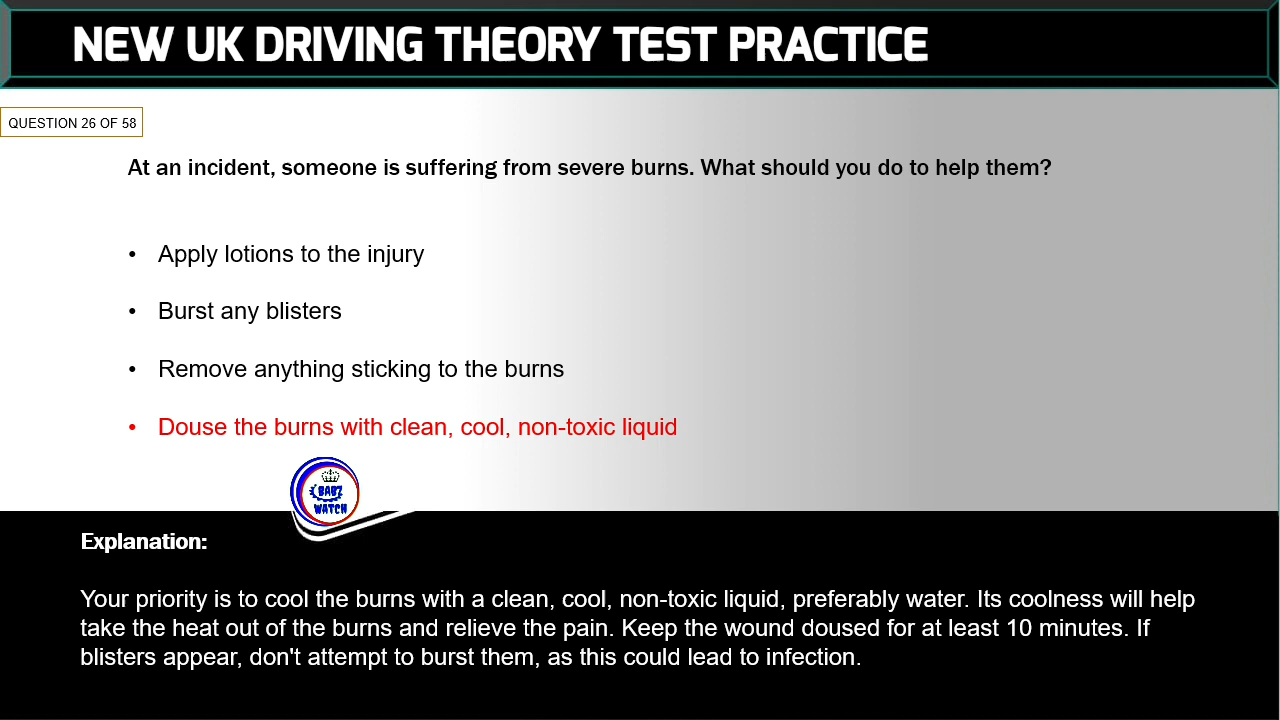 NEW UK DRIVING THEORY TEST PRACTICE
QUESTION 26 OF 58
At an incident, someone is suffering from severe burns. What should you do to help them?
• Apply lotions to the injury
• Burst any blisters
• Remove anything sticking to the burns
• Douse the burns with clean, cool, non-toxic liquid
BABZ
WATCH
Explanation:
Your priority is to cool the burns with a clean, cool, non-toxic liquid, preferably water. Its coolness will help
take the heat out of the burns and relieve the pain. Keep the wound doused for at least 10 minutes. If
blisters appear, don't attempt to burst them, as this could lead to infection.